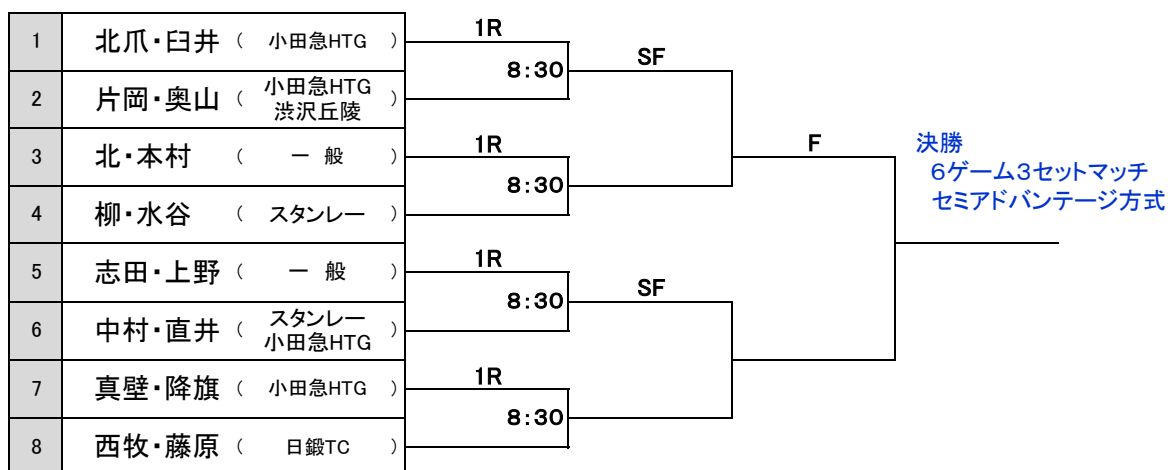 1 北爪・臼井 （ 小田急HTG ）
2 片岡・奥山 （ 小田急HTG
渋沢丘陵 ）
3 北・本村 （ 一 般 ）
4 柳・水谷 （ スタンレー ）
5 志田・上野 （ 一 般 ）
6 中村・直井 （ スタンレー
小田急HTG ）
7 真壁・降旗 （ 小田急HTG ）
8 西牧・藤原 （ 日鍛TC ）
1R
8:30
1R
8:30
1R
8:30
1R
8:30
SF
SF
F
決勝
6ゲーム3セットマッチ
セミアドバンテージ方式